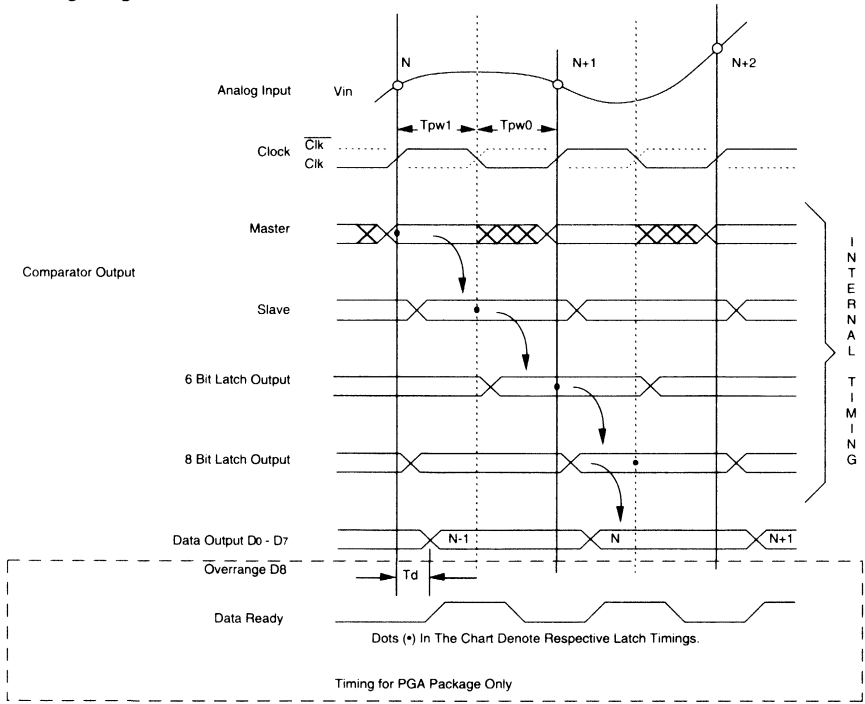 N
N+1
N+2
Analog Input Vin
Tpw1 Tpw0
Clock
Clk
Clk
Master
Comparator Output
Slave
6 Bit Latch Output
8 Bit Latch Output
INTERNAL TIMING
Data Output D0 - D7
N-1
N
N+1
Overrange D8
Td
Data Ready
Dots (•) In The Chart Denote Respective Latch Timings.
Timing for PGA Package Only